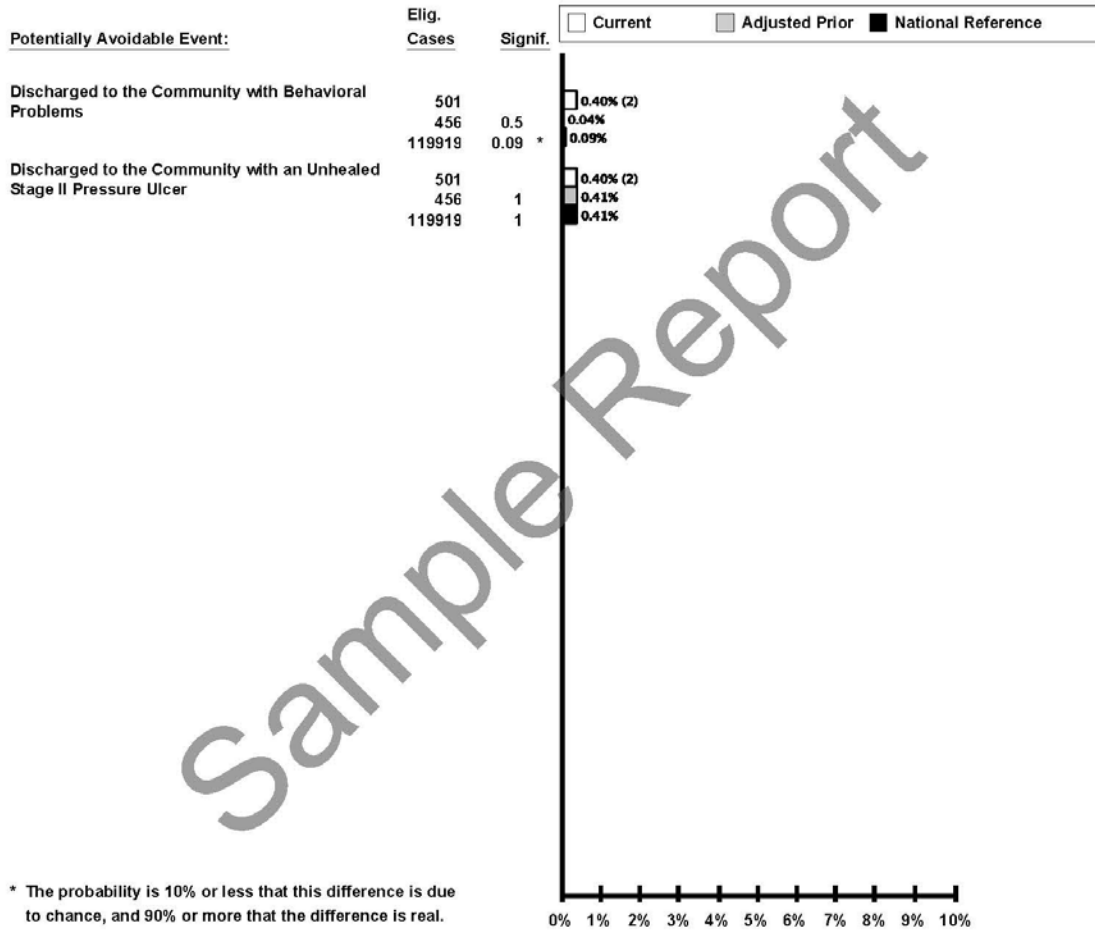 Elig.
Current Adjusted Prior National Reference
Potentially Avoidable Event: Cases Signif.
Discharged to the Community with Behavioral
Problems
501 0.40% (2)
456 0.5 0.04%
119919 0.09 * 0.09%
Discharged to the Community with an Unhealed
Stage II Pressure Ulcer
501 0.40% (2)
456 1 0.41%
119919 1 0.41%
Sample Report
* The probability is 10% or less that this difference is due
to chance, and 90% or more that the difference is real.
0% 1% 2% 3% 4% 5% 6% 7% 8% 9% 10%